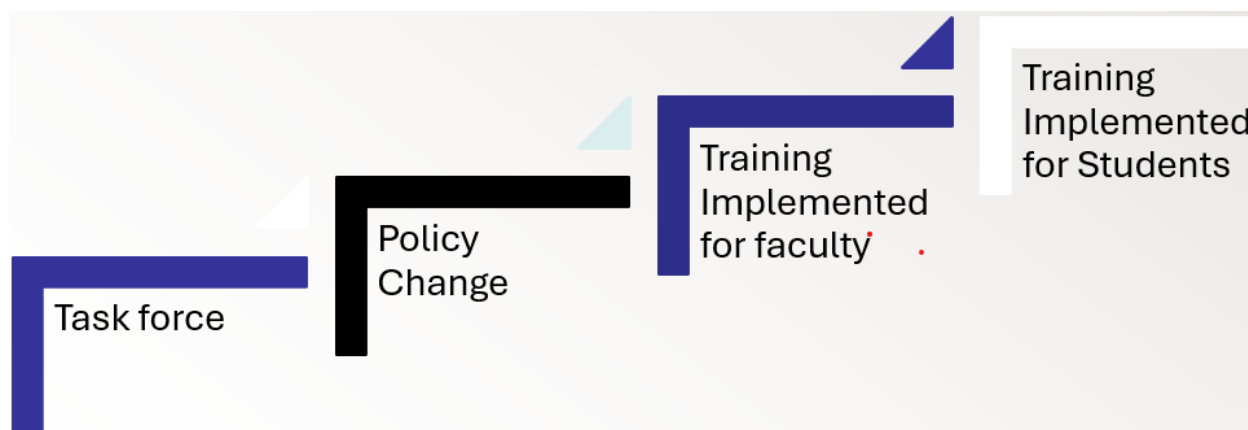 Task force
Policy
Change
Training
Implemented
for faculty
Training
Implemented
for Students